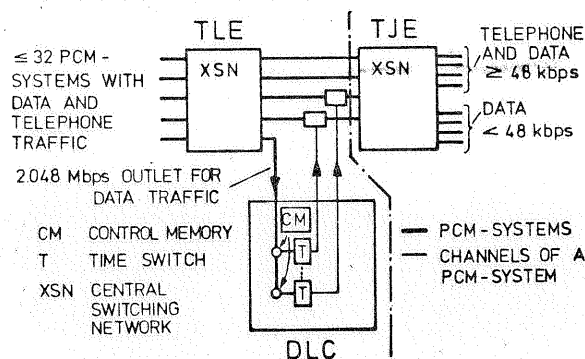 TLE
TJE
≤ 32 PCM-
SYSTEMS WITH
DATA AND
TELEPHONE
TRAFFIC
XSN
XSN
TELEPHONE
AND DATA
≥ 48 kbps
DATA
< 48 kbps
2.048 Mbps OUTLET FOR
DATA TRAFFIC
CM CONTROL MEMORY
T TIME SWITCH
XSN CENTRAL
SWITCHING
NETWORK
CM
T
T
DLC
PCM-SYSTEMS
CHANNELS OF A
PCM-SYSTEM